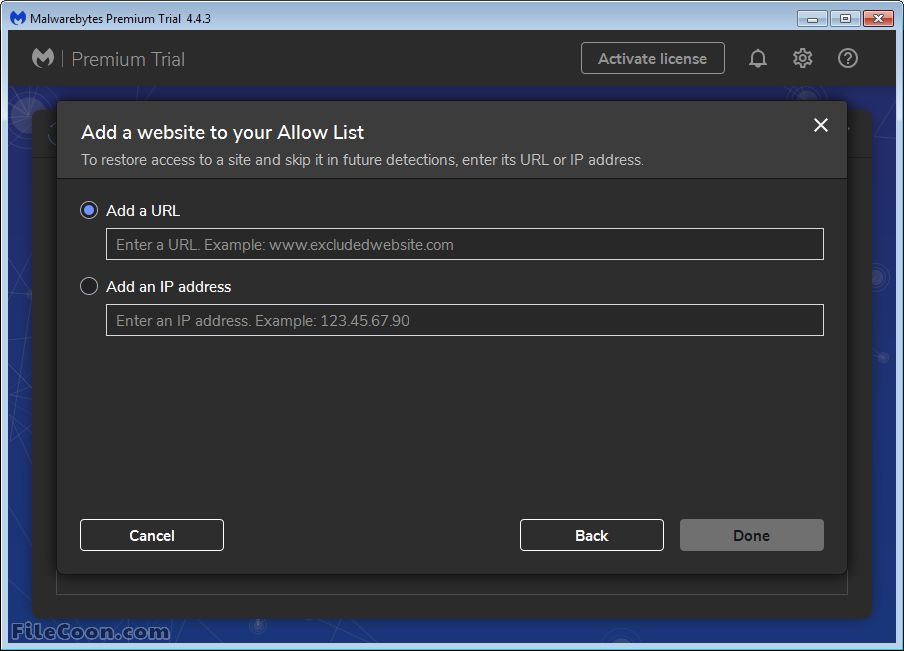 Malwarebytes Premium Trial 4.4.3
Premium Trial
Activate license
Add a website to your Allow List
To restore access to a site and skip it in future detections, enter its URL or IP address.
Add a URL
Enter a URL. Example: www.excludedwebsite.com
Add an IP address
Enter an IP address. Example: 123.45.67.90
Cancel
Back
Done
FileCoon.com